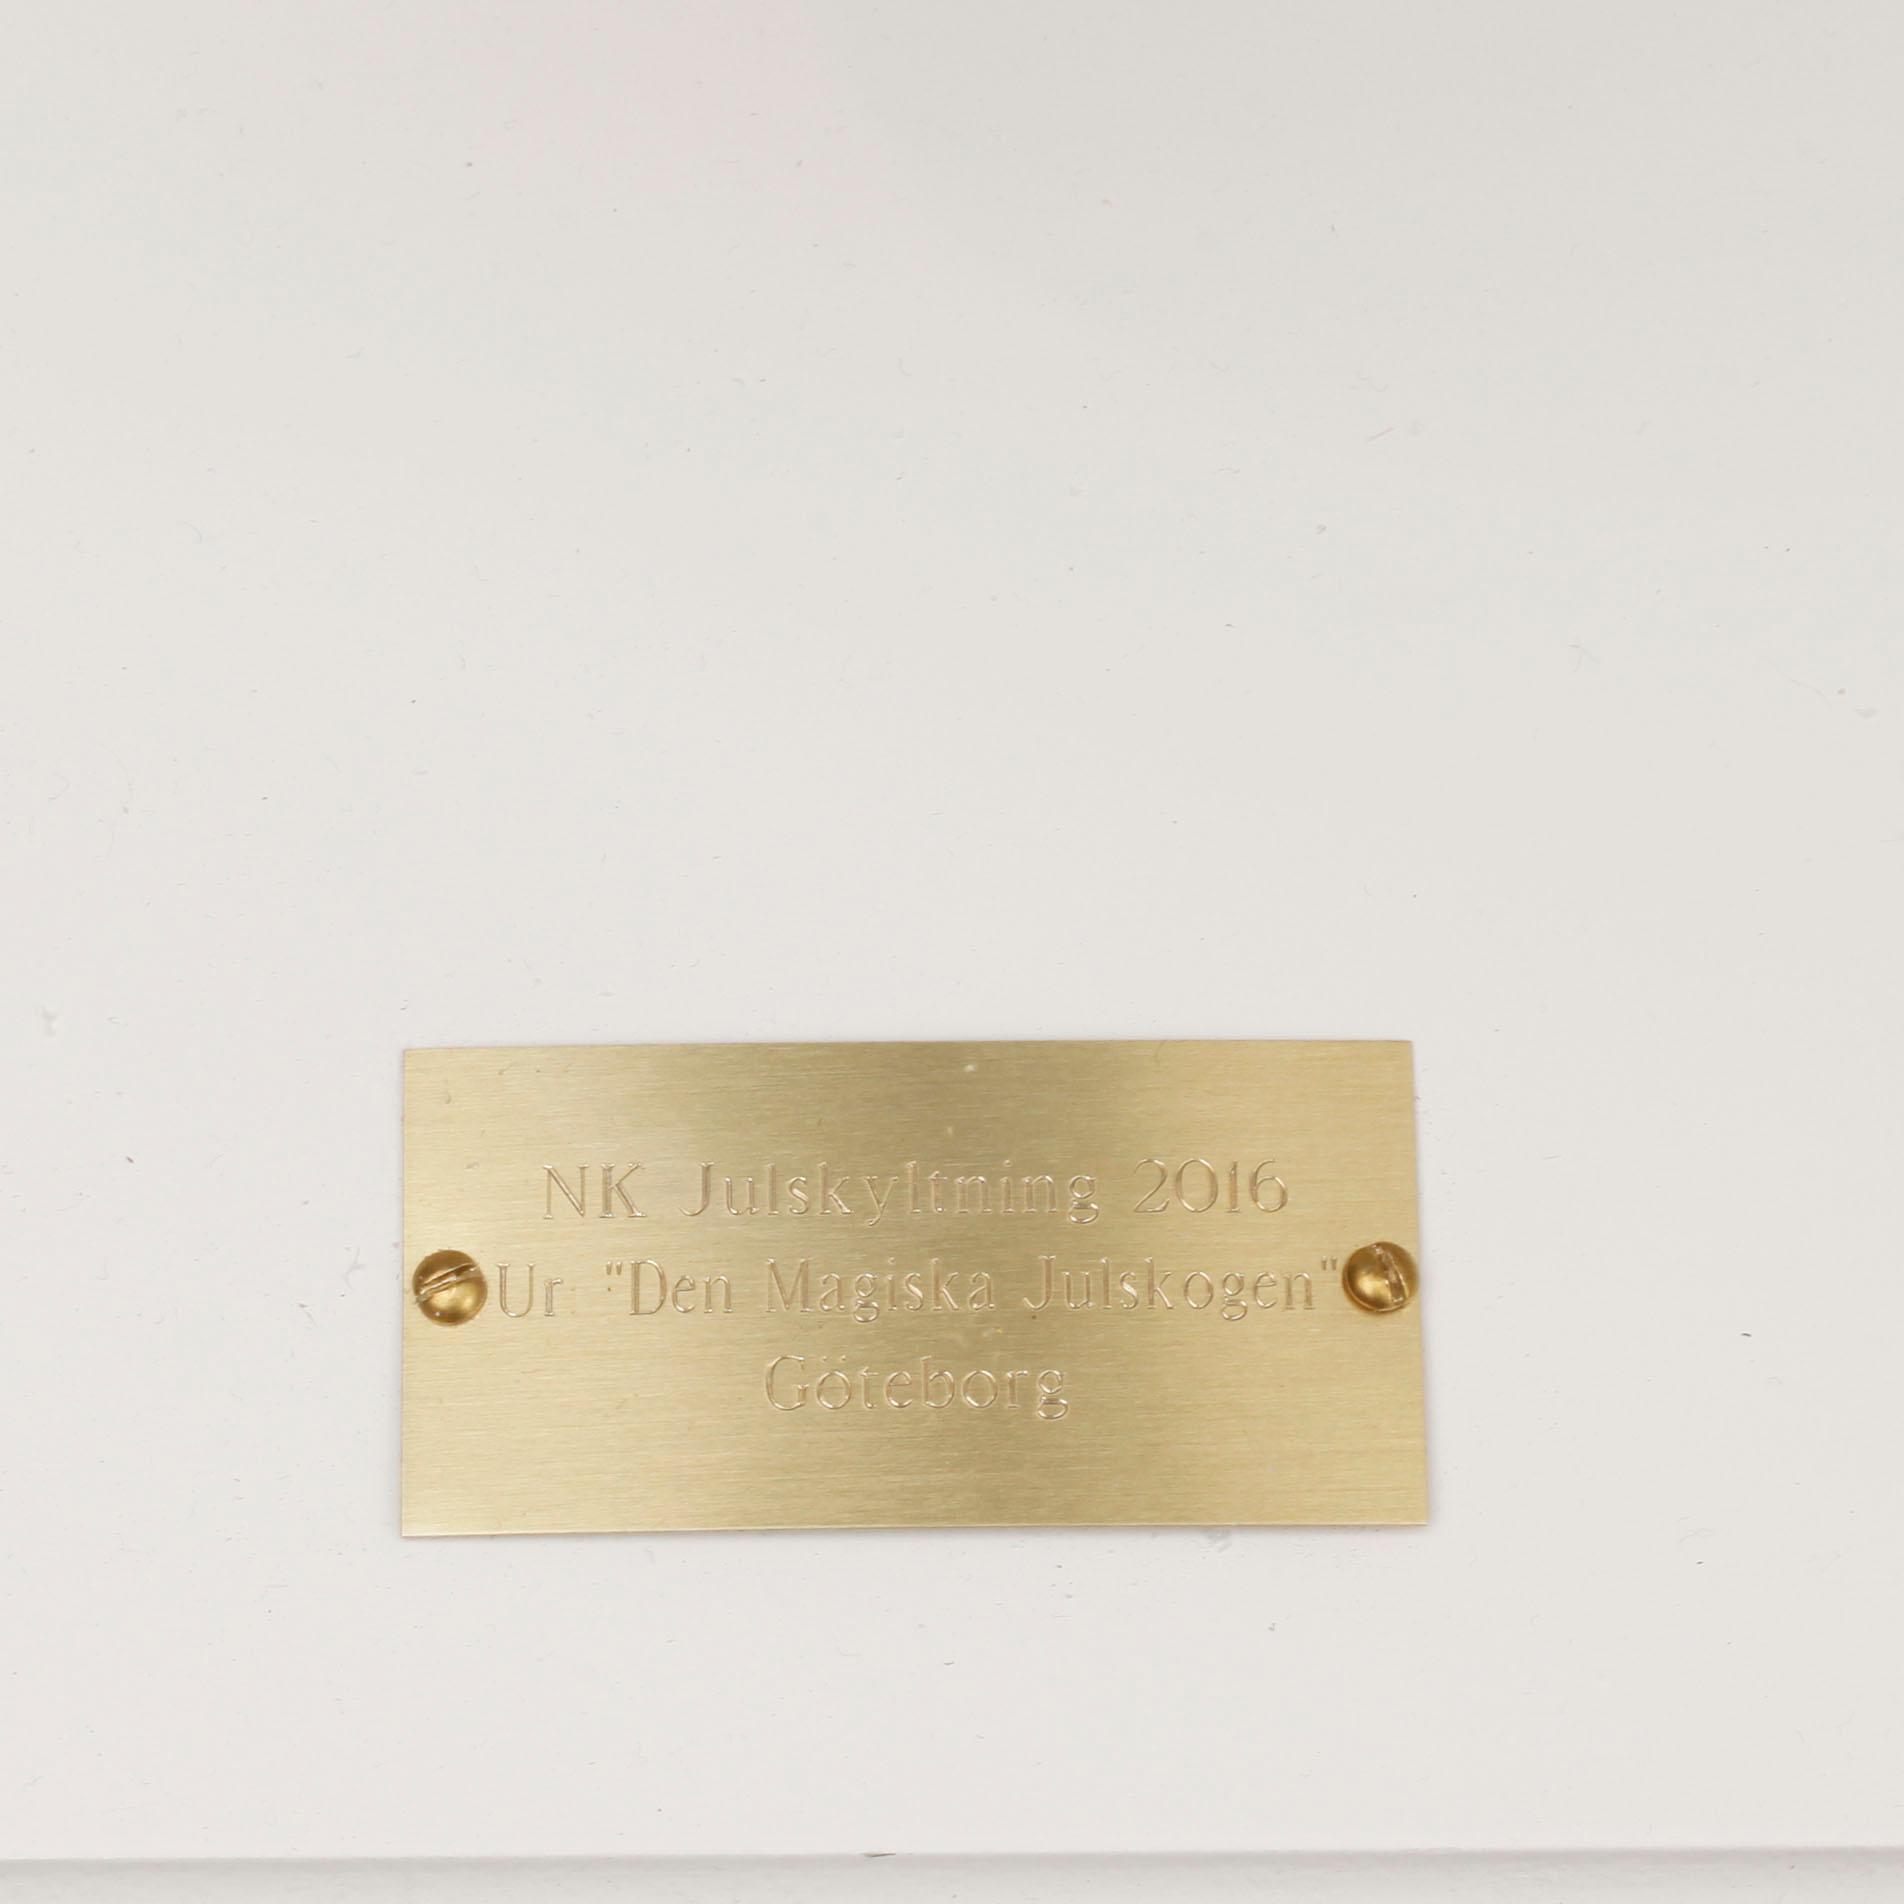 NK Julskyltning 2016
Ur "Den Magiska Julskogen"
Göteborg